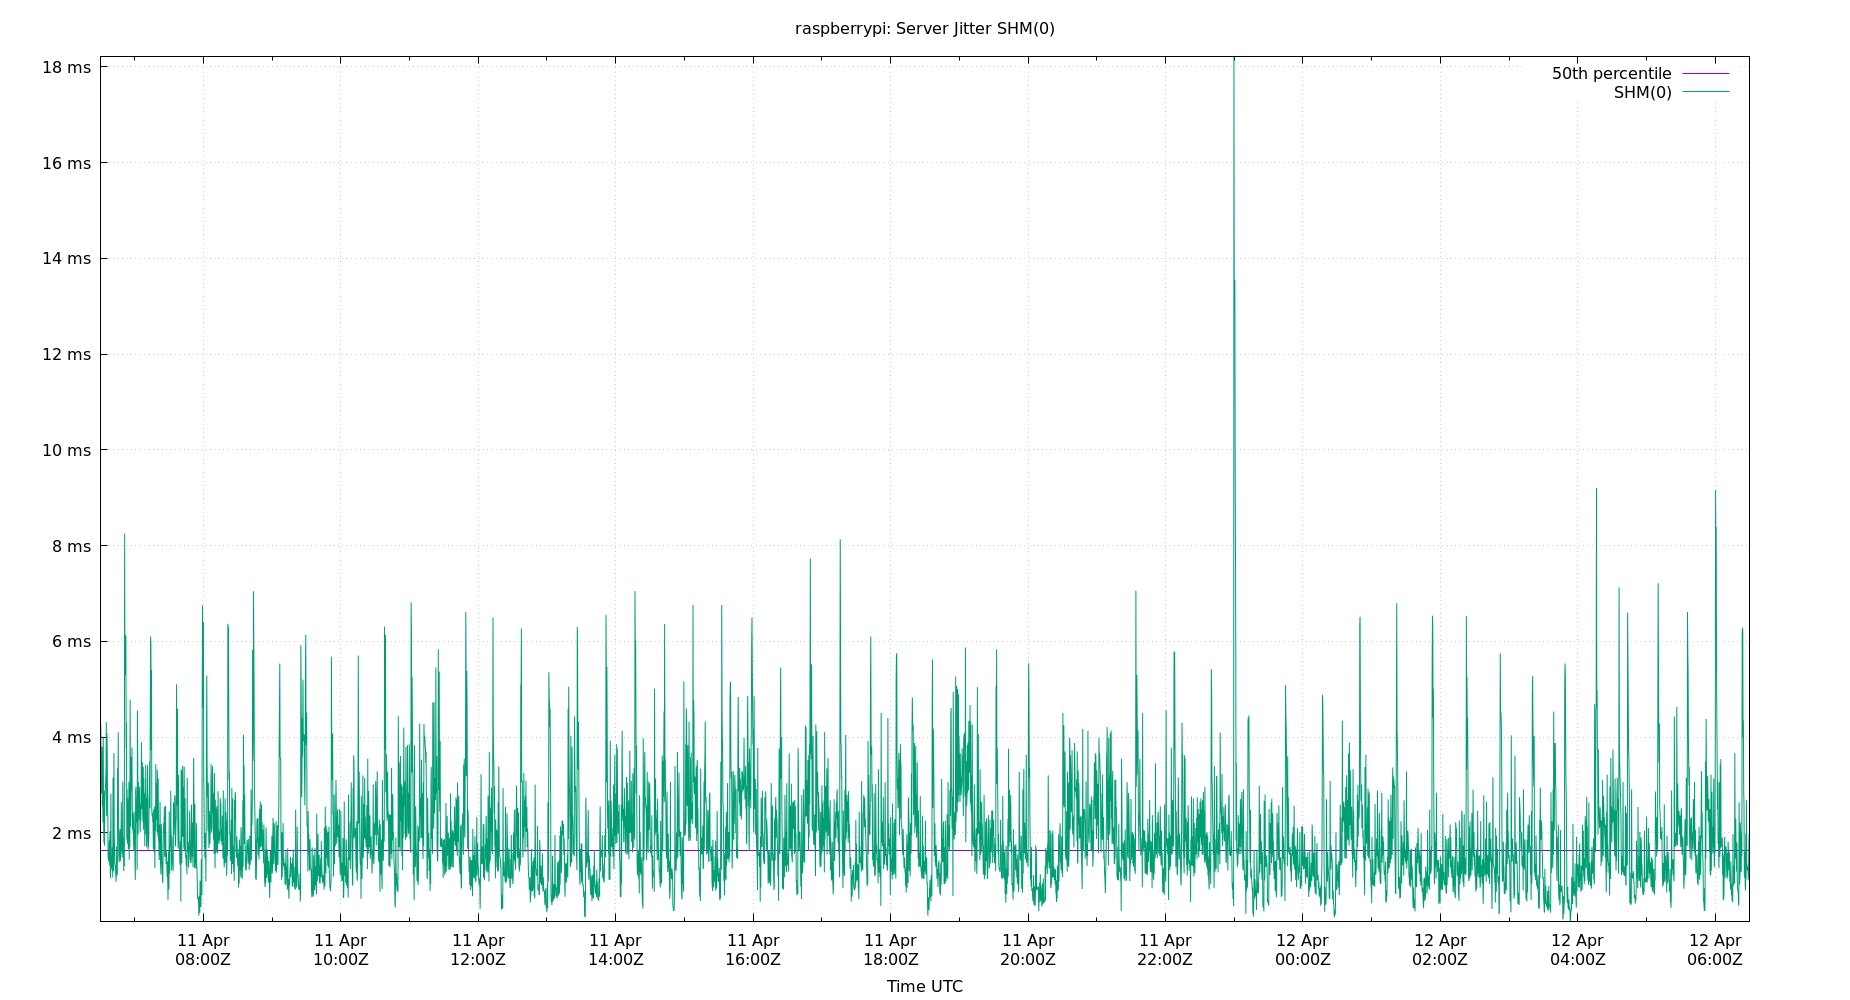 raspberrypi: Server Jitter SHM(0)
18 ms
16 ms
14 ms
12 ms
10 ms
8 ms
6 ms
4 ms
2 ms
50th percentile
SHM(0)
11 Apr 11 Apr 11 Apr 11 Apr 11 Apr 11 Apr 11 Apr 11 Apr 12 Apr 12 Apr 12 Apr 12 Apr
08:00Z 10:00Z 12:00Z 14:00Z 16:00Z 18:00Z 20:00Z 22:00Z 00:00Z 02:00Z 04:00Z 06:00Z
Time UTC